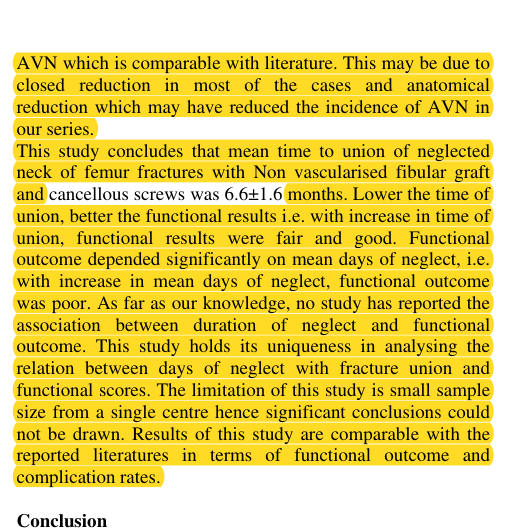 AVN which is comparable with literature. This may be due to
closed reduction in most of the cases and anatomical
reduction which may have reduced the incidence of AVN in
our series.
This study concludes that mean time to union of neglected
neck of femur fractures with Non vascularised fibular graft
and cancellous screws was 6.6±1.6 months. Lower the time of
union, better the functional results i.e. with increase in time of
union, functional results were fair and good. Functional
outcome depended significantly on mean days of neglect, i.e.
with increase in mean days of neglect, functional outcome
was poor. As far as our knowledge, no study has reported the
association between duration of neglect and functional
outcome. This study holds its uniqueness in analysing the
relation between days of neglect with fracture union and
functional scores. The limitation of this study is small sample
size from a single centre hence significant conclusions could
not be drawn. Results of this study are comparable with the
reported literatures in terms of functional outcome and
complication rates.
Conclusion